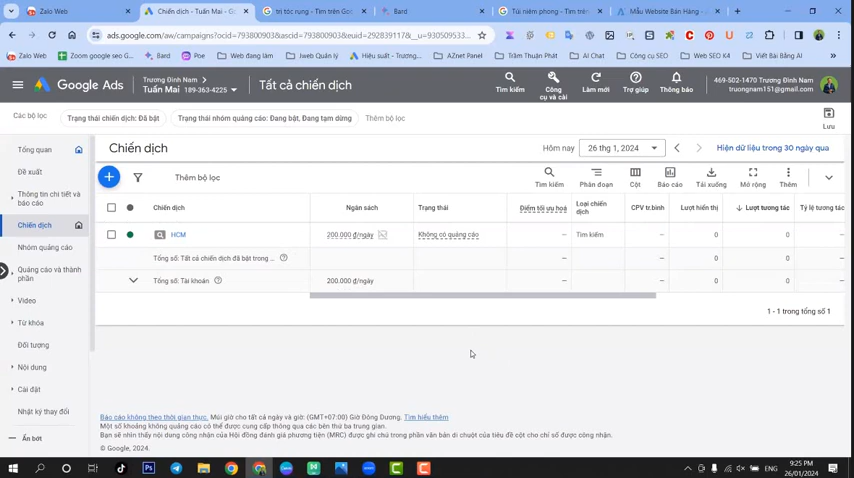 Zalo Web
Chiến dịch - Tuấn Mai - Go
trị tóc rụng - Tìm trên Goo
Bard
Túi niêm phong - Tìm trên
Mẫu Website Bán Hàng - J
ads.google.com/aw/campaigns?ocid=793800903&ascid=793800903&euid=292839117&__u=930509533
Zalo Web
Zoom google seo G...
Bing
Poe
Web đang làm
Jweb Quản lý
Hiệu suất - Trương...
AZnet Panel
Trâm Thuận Phát
AI Chat
Công cụ SEO
Web SEO K4
Viết Bài Bằng AI
Google Ads
Trương Đình Nam
Tuấn Mai 189-363-4225
Tất cả chiến dịch
Tìm kiếm
Công
cụ và cài
Làm mới
Trợ giúp
Thông báo
469-502-1470 Trương Đình Nam
truongnam151@gmail.com
Các bộ lọc
Trạng thái chiến dịch: Đã bật
Trạng thái nhóm quảng cáo: Đang bật, Đang tạm dừng
Thêm bộ lọc
Lưu
Tổng quan
Đề xuất
Thông tin chi tiết và
báo cáo
Chiến dịch
Nhóm quảng cáo
Quảng cáo và thành
phần
Video
Từ khóa
Đối tượng
Nội dung
Cài đặt
Nhật ký thay đổi
Ẩn bớt
Chiến dịch
Hôm nay
26 thg 1, 2024
Hiện dữ liệu trong 30 ngày qua
Thêm bộ lọc
Tìm kiếm
Phân đoạn
Cột
Báo cáo
Tải xuống
Mở rộng
Thêm
Chiến dịch
Ngân sách
Trạng thái
Điểm tối ưu hoá
Loại chiến
dịch
CPV tr.bình
Lượt hiển thị
Lượt tương tác
Tỷ lệ tương tác
HCM
200.000 ₫/ngày
Không có quảng cáo
–
Tìm kiếm
–
0
0
–
Tổng số: Tất cả chiến dịch đã bật trong ...
–
–
0
0
–
Tổng số: Tài khoản
200.000 ₫/ngày
–
–
0
0
–
1 - 1 trong tổng số 1
Báo cáo không theo thời gian thực. Múi giờ cho tất cả ngày và giờ: (GMT+07:00) Giờ Đông Dương. Tìm hiểu thêm
Một số khoảng không quảng cáo có thể được cung cấp thông qua các bên thứ ba trung gian.
Bạn sẽ nhìn thấy nội dung công nhận của Hội đồng đánh giá phương tiện (MRC) được ghi chú trong phần văn bản di chuột của tiêu đề cột cho chỉ số được công nhận.
© Google, 2024.
ENG
9:25 PM
26/01/2024